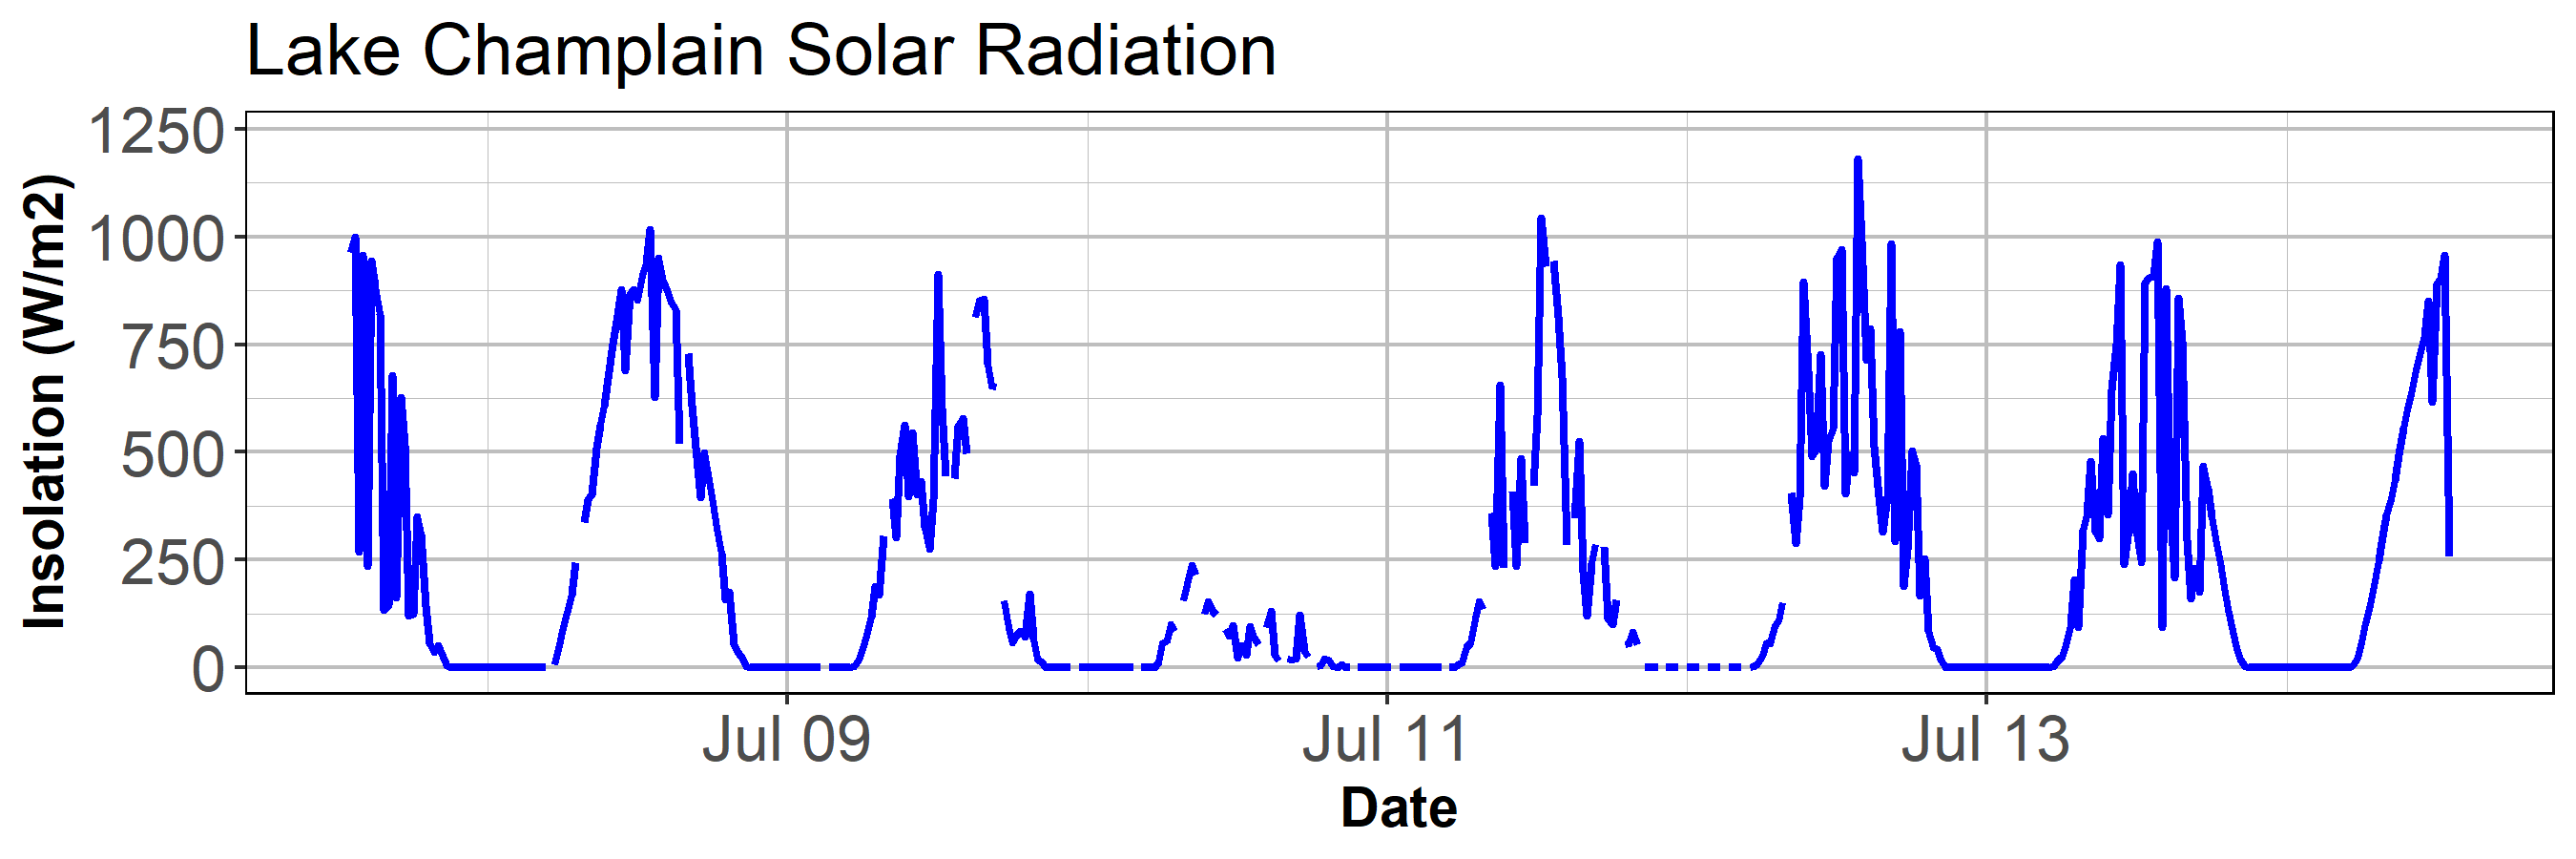 Lake Champlain Solar Radiation
Insolation (W/m2)
1250
1000
750
500
250
0
Jul 09
Jul 11
Jul 13
Date